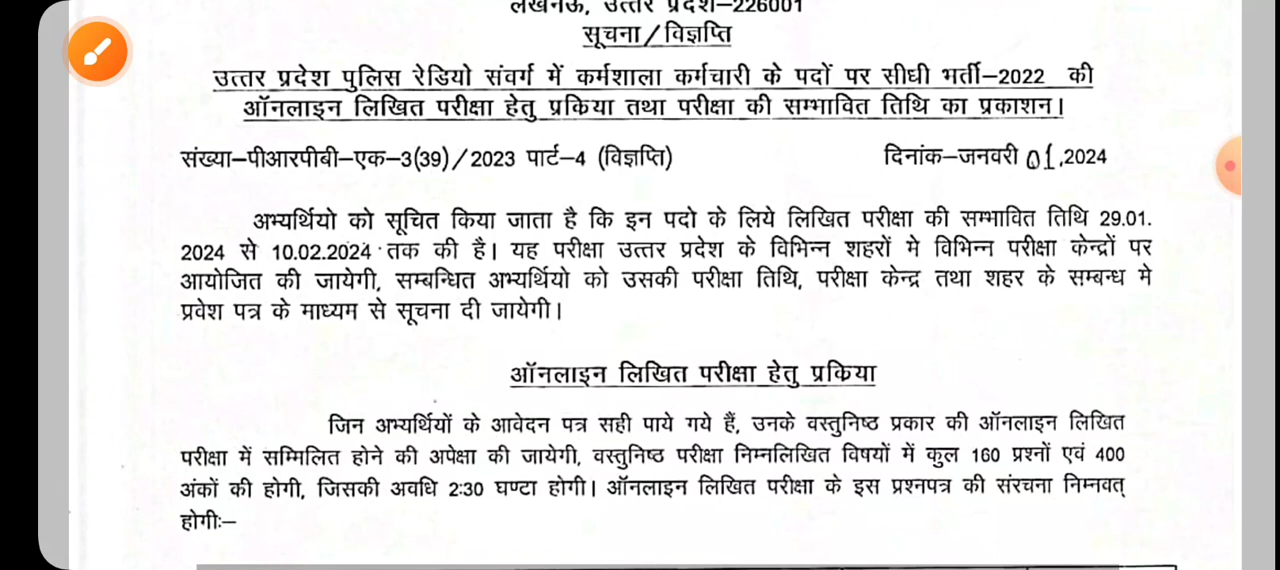 लखनऊ, उत्तर प्रदेश–226001
सूचना/विज्ञप्ति
उत्तर प्रदेश पुलिस रेडियो संवर्ग में कर्मशाला कर्मचारी के पदों पर सीधी भर्ती–2022 की
ऑनलाइन लिखित परीक्षा हेतु प्रकिया तथा परीक्षा की सम्भावित तिथि का प्रकाशन।
संख्या–पीआरपीबी–एक–3(39)/2023 पार्ट–4 (विज्ञप्ति) दिनांक–जनवरी 01,2024
अभ्यर्थियो को सूचित किया जाता है कि इन पदो के लिये लिखित परीक्षा की सम्भावित तिथि 29.01.
2024 से 10.02.2024 तक की है। यह परीक्षा उत्तर प्रदेश के विभिन्न शहरों मे विभिन्न परीक्षा केन्द्रों पर
आयोजित की जायेगी, सम्बन्धित अभ्यर्थियो को उसकी परीक्षा तिथि, परीक्षा केन्द्र तथा शहर के सम्बन्ध मे
प्रवेश पत्र के माध्यम से सूचना दी जायेगी।
ऑनलाइन लिखित परीक्षा हेतु प्रकिया
जिन अभ्यर्थियों के आवेदन पत्र सही पाये गये हैं, उनके वस्तुनिष्ठ प्रकार की ऑनलाइन लिखित
परीक्षा में सम्मिलित होने की अपेक्षा की जायेगी, वस्तुनिष्ठ परीक्षा निम्नलिखित विषयों में कुल 160 प्रश्नों एवं 400
अंकों की होगी, जिसकी अवधि 2:30 घण्टा होगी। ऑनलाइन लिखित परीक्षा के इस प्रश्नपत्र की संरचना निम्नवत्
होगीः–